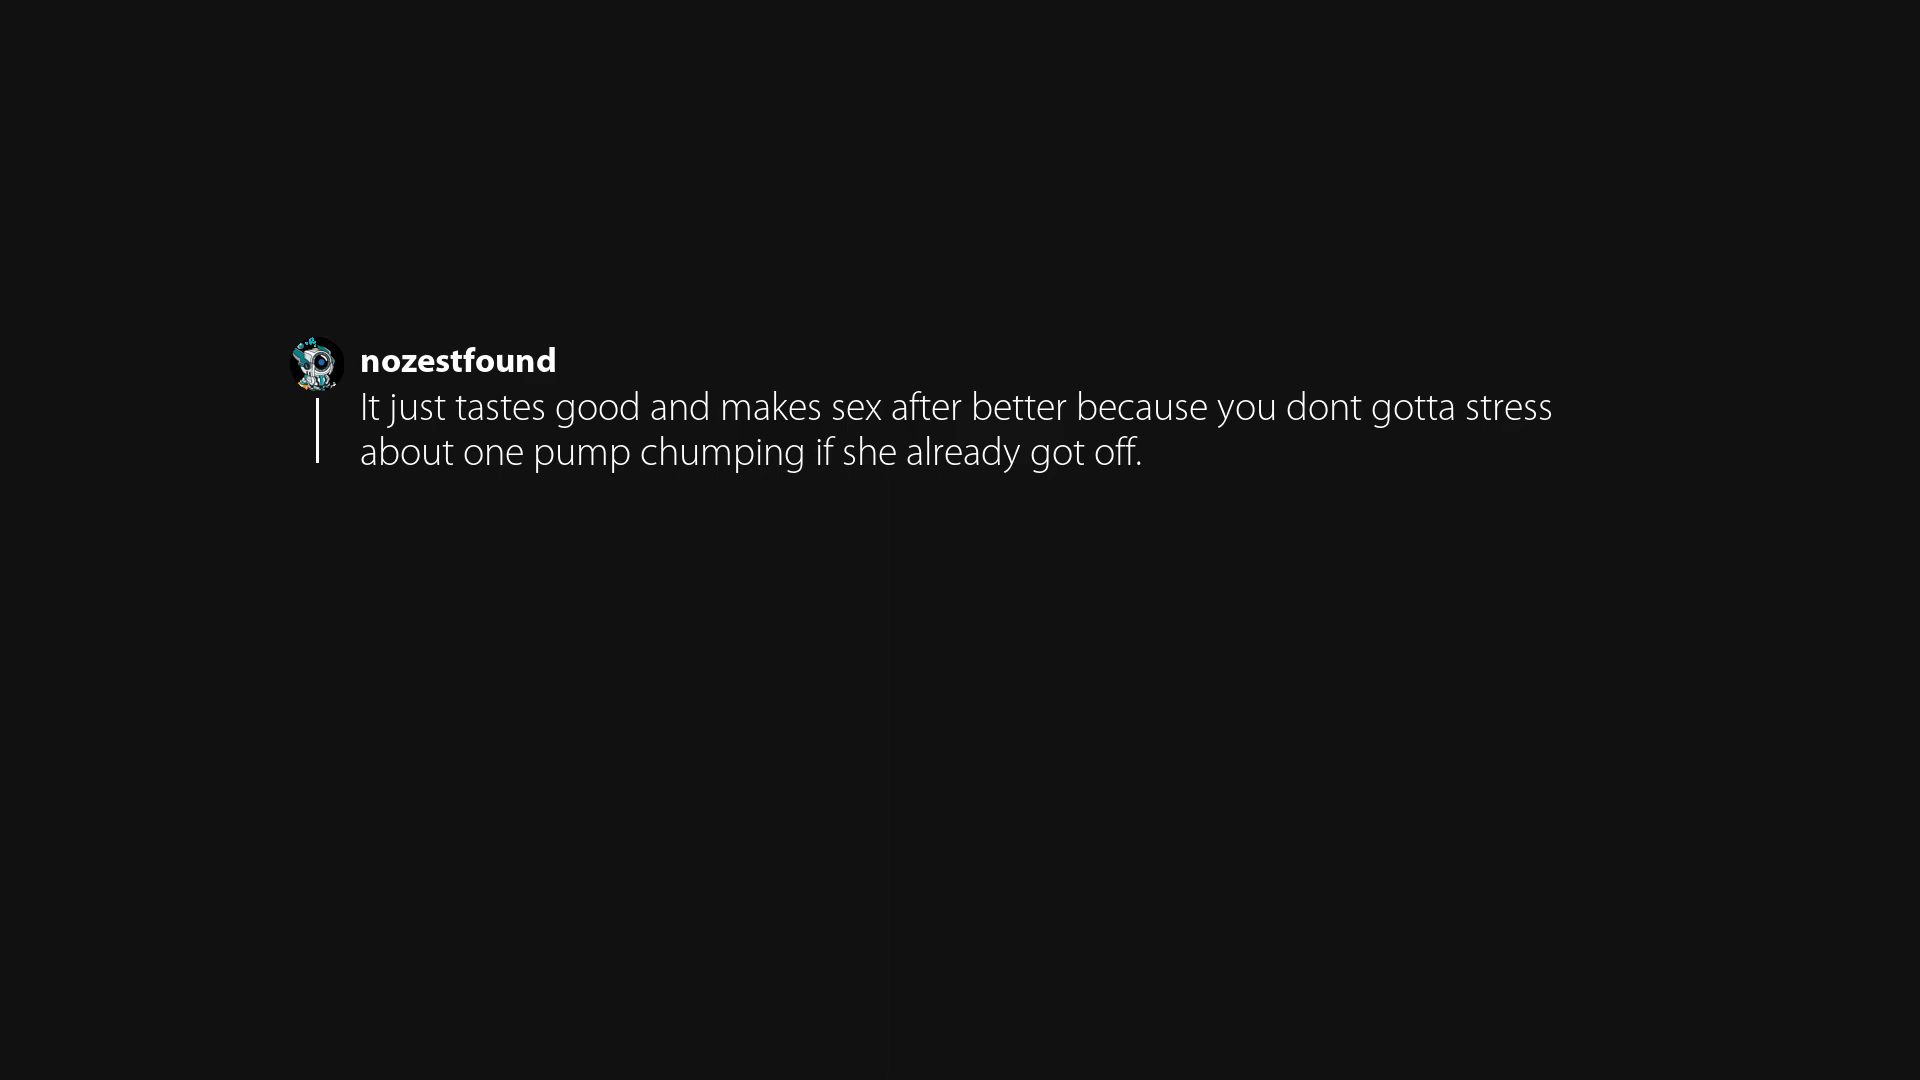 nozestfound
It just tastes good and makes sex after better because you dont gotta stress
about one pump chumping if she already got off.